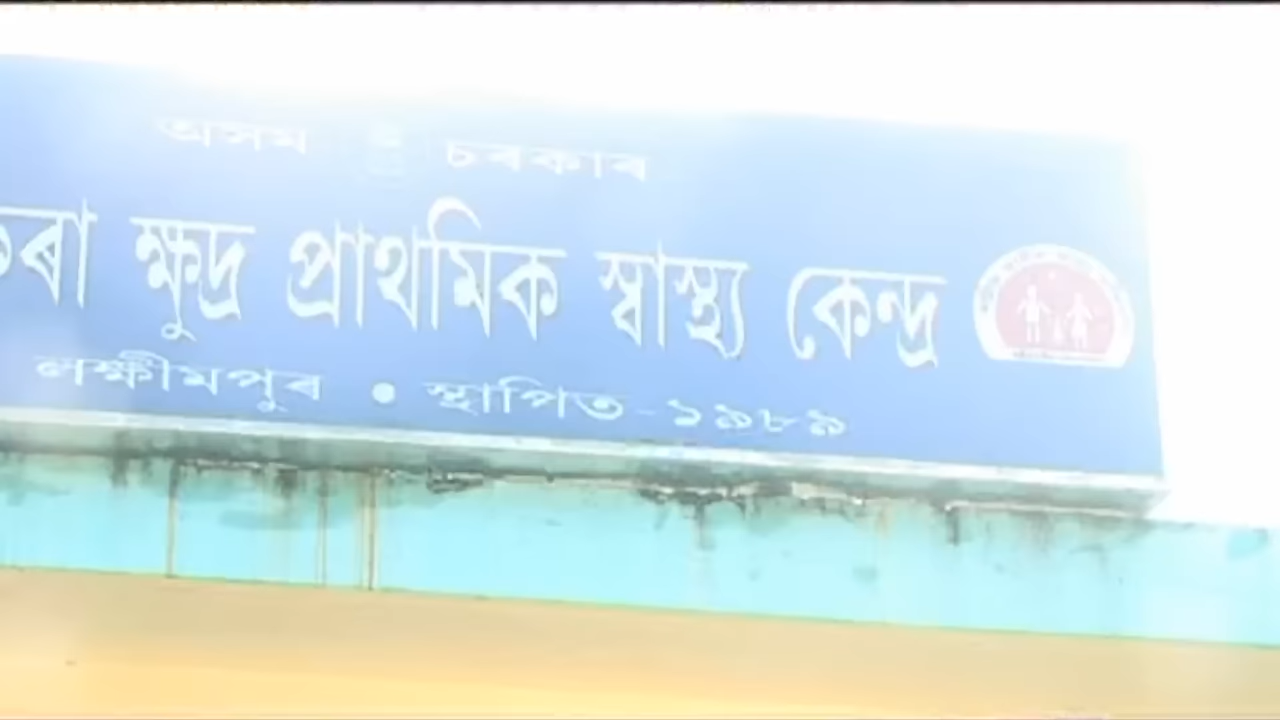 অসম চৰকাৰ
ক্ষুদ্ৰ প্ৰাথমিক স্বাস্থ্য কেন্দ্ৰ
লক্ষীমপুৰ • স্থাপিত - ১৯৮৯